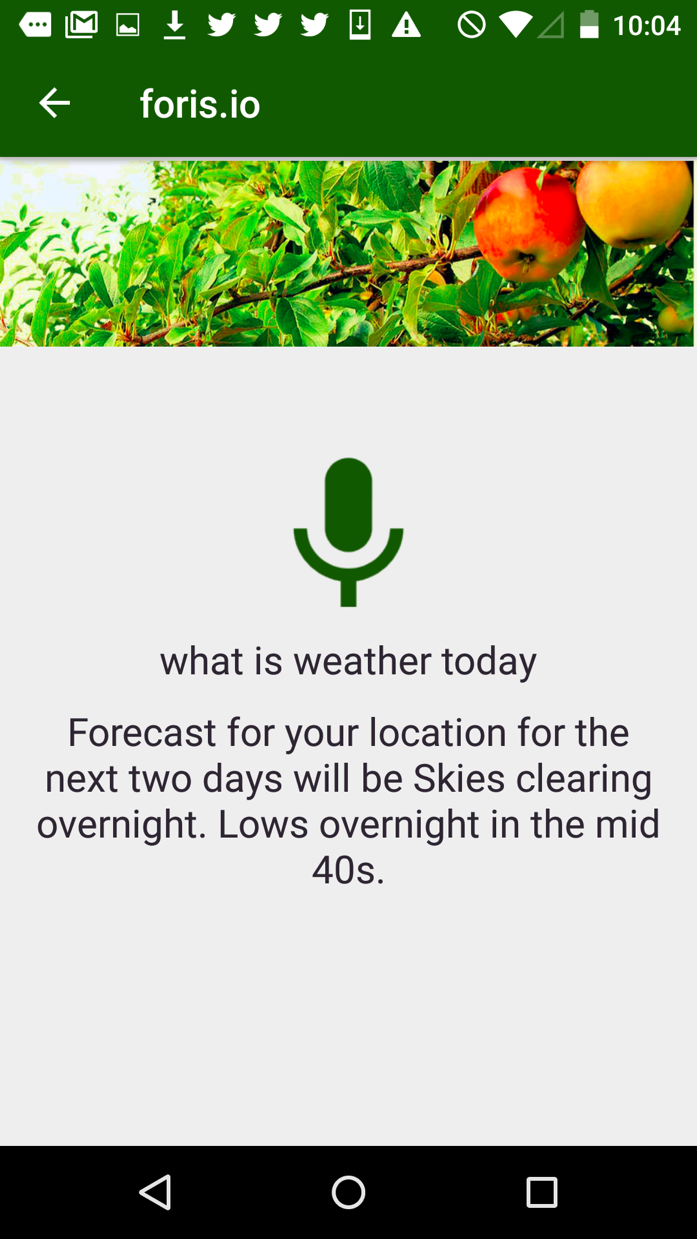 10:04
foris.io
what is weather today
Forecast for your location for the
next two days will be Skies clearing
overnight. Lows overnight in the mid
40s.